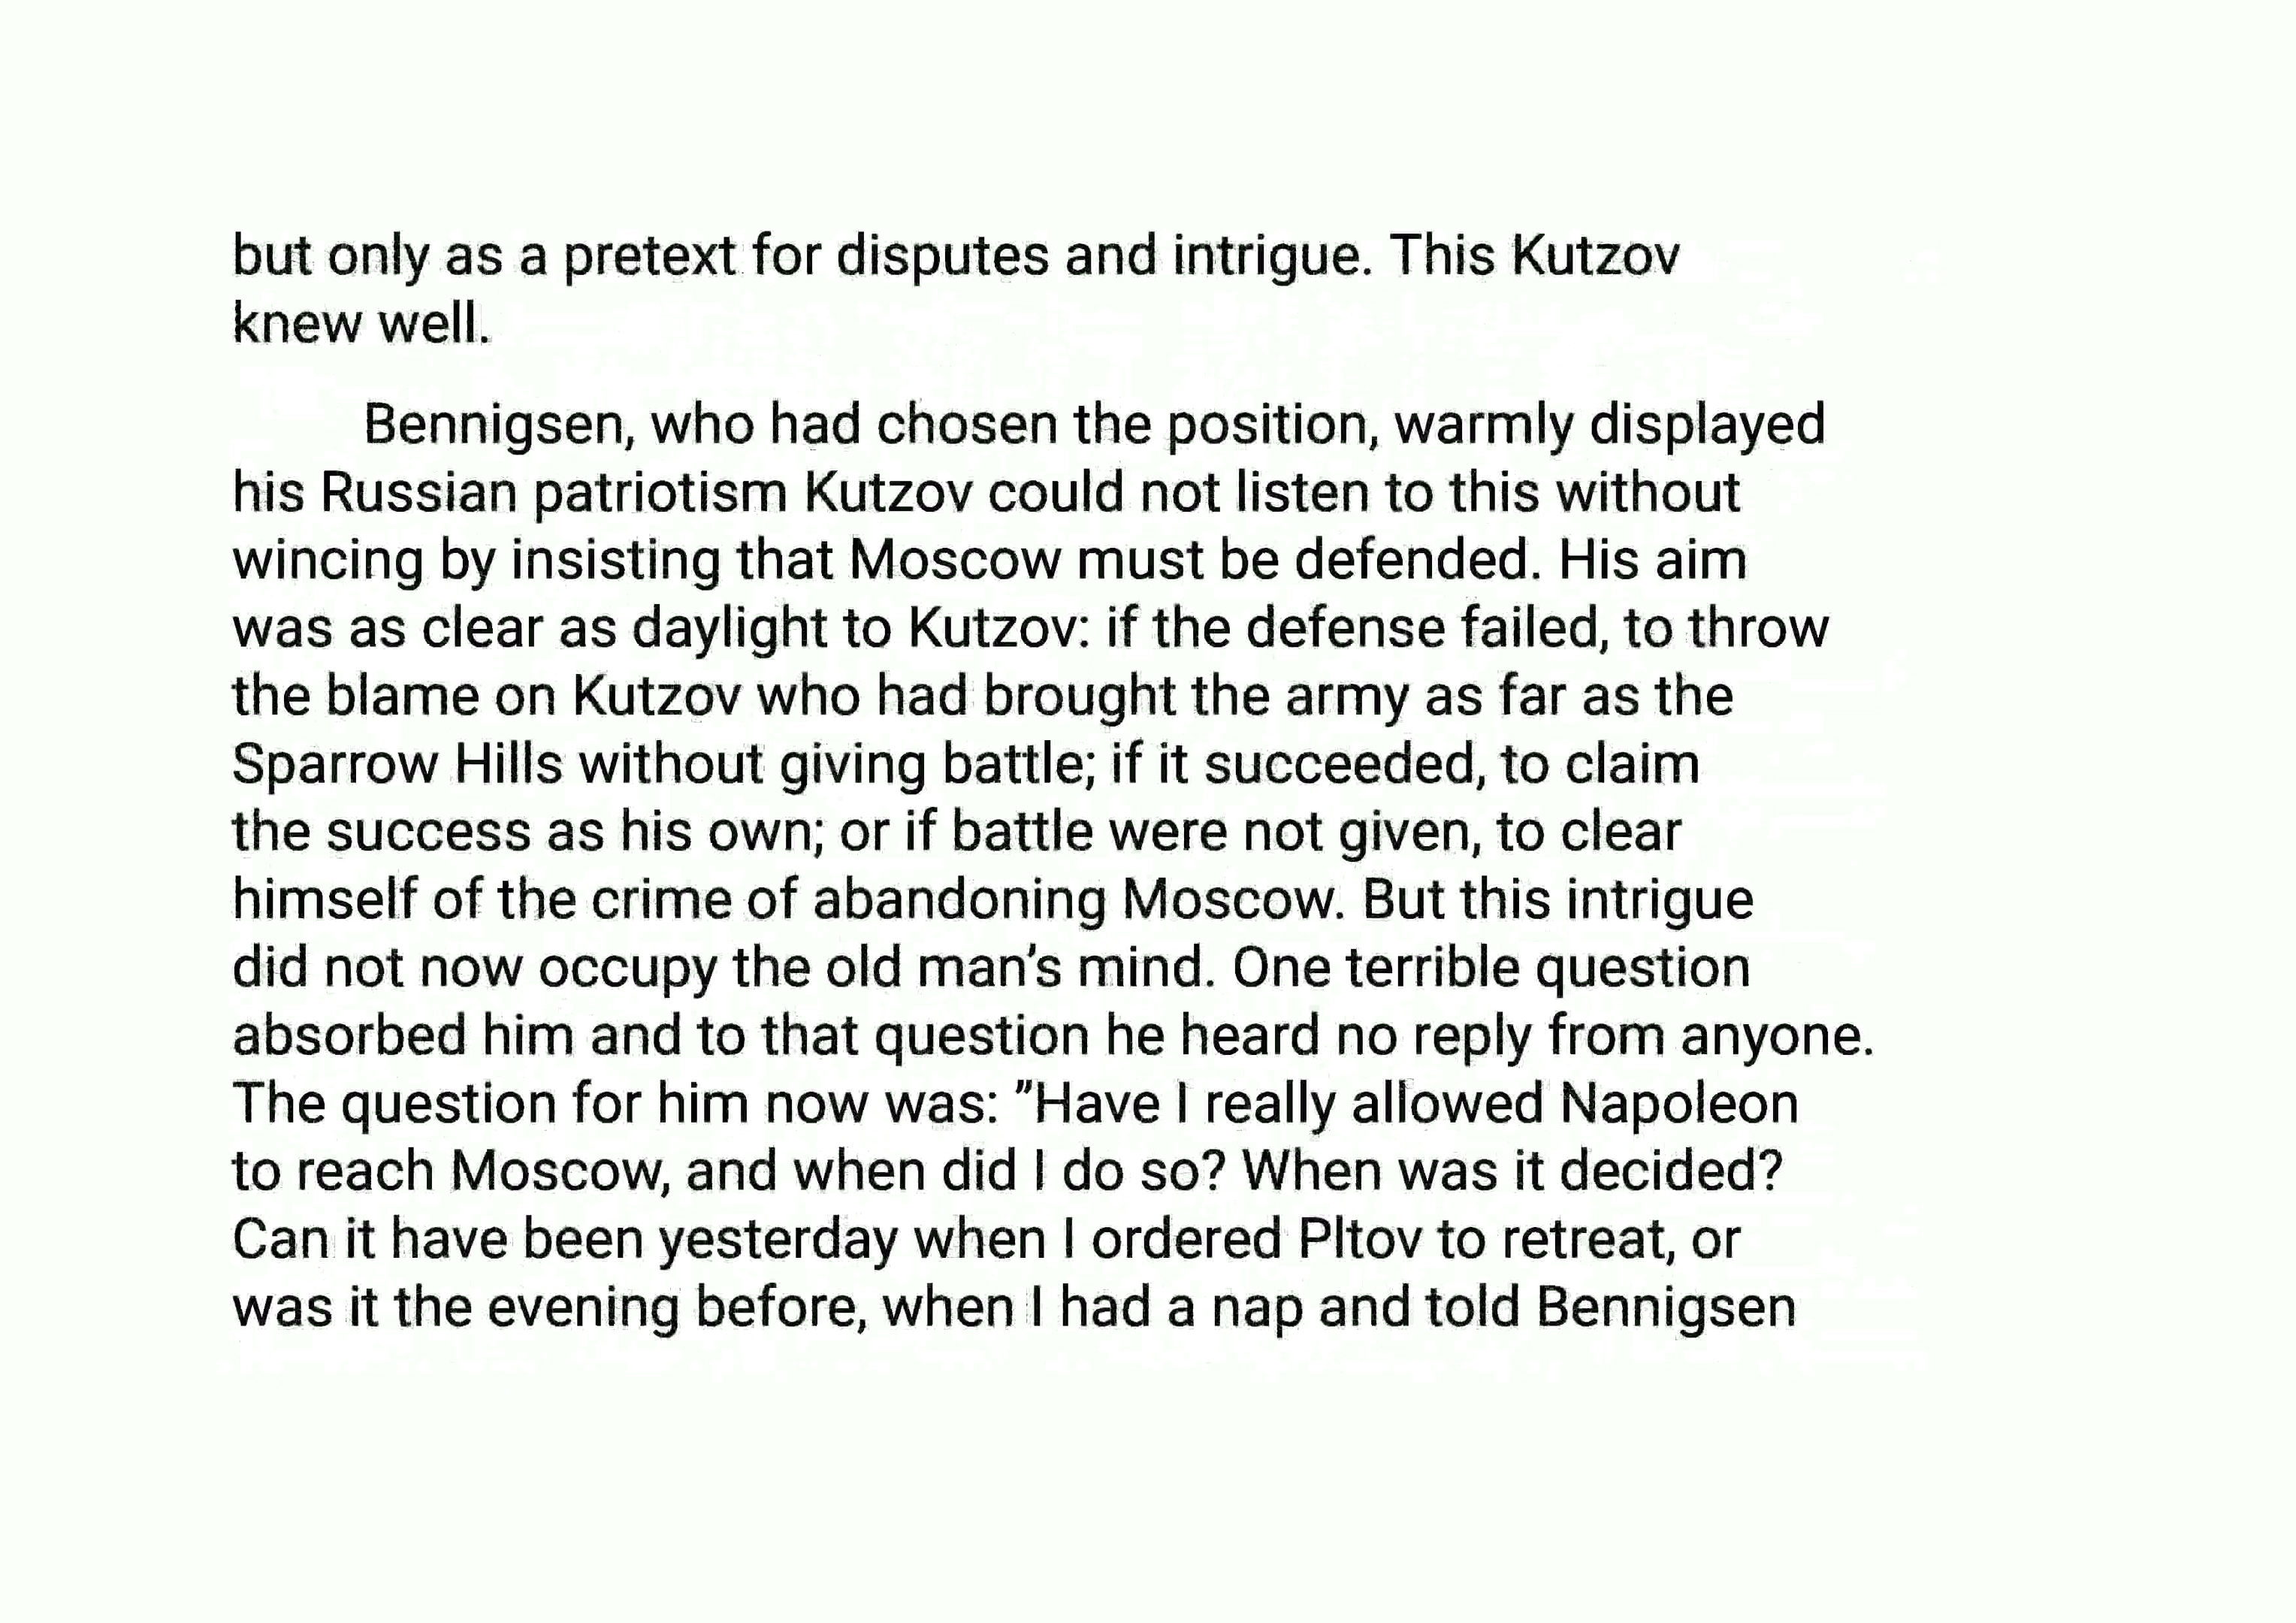 but only as a pretext for disputes and intrigue. This Kutzov
knew well.
Bennigsen, who had chosen the position, warmly displayed
his Russian patriotism Kutzov could not listen to this without
wincing by insisting that Moscow must be defended. His aim
was as clear as daylight to Kutzov: if the defense failed, to throw
the blame on Kutzov who had brought the army as far as the
Sparrow Hills without giving battle; if it succeeded, to claim
the success as his own; or if battle were not given, to clear
himself of the crime of abandoning Moscow. But this intrigue
did not now occupy the old man's mind. One terrible question
absorbed him and to that question he heard no reply from anyone.
The question for him now was: "Have I really allowed Napoleon
to reach Moscow, and when did I do so? When was it decided?
Can it have been yesterday when I ordered Pltov to retreat, or
was it the evening before, when I had a nap and told Bennigsen